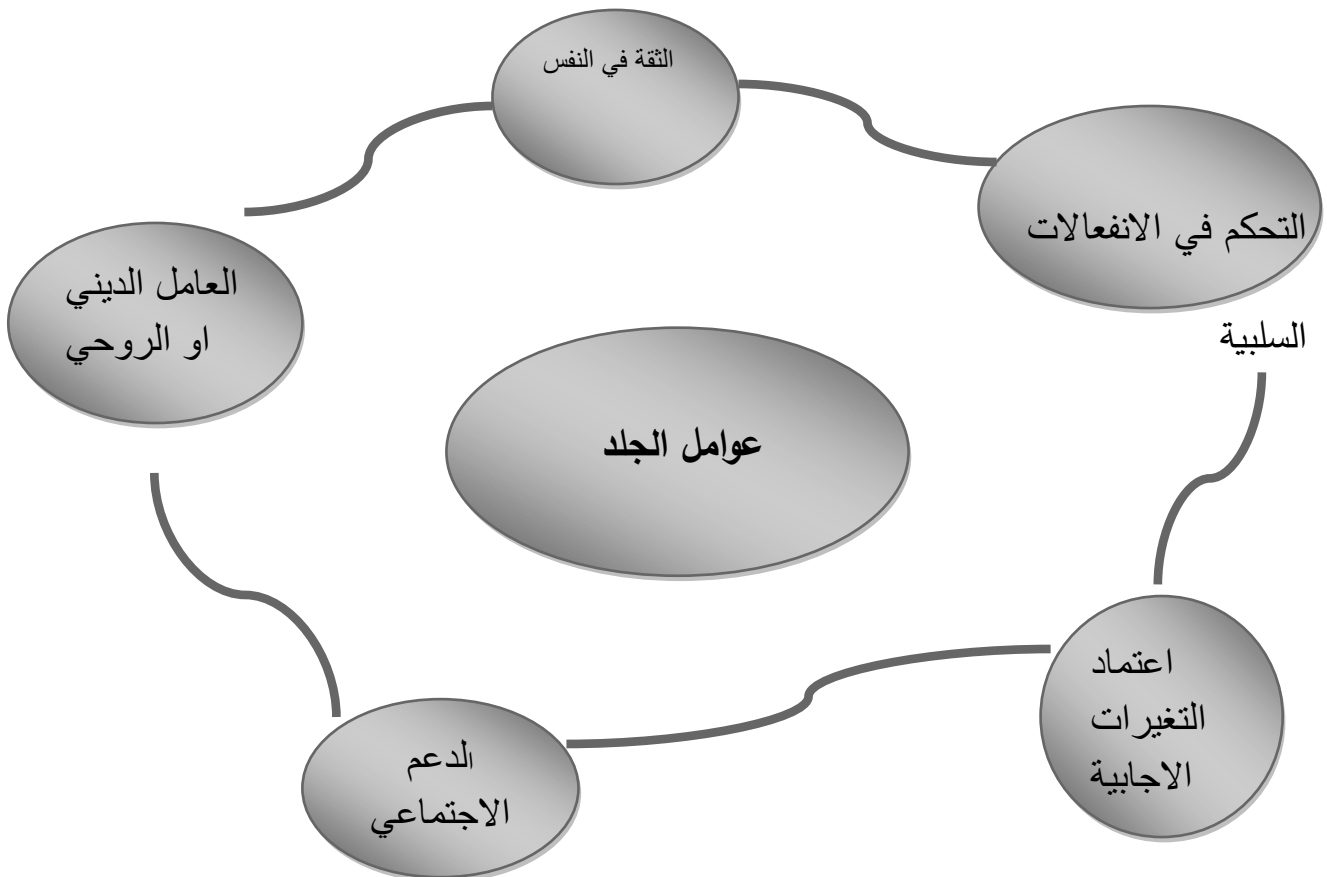 الثقة في النفس
التحكم في الانفعالات
السلبية
العامل الديني
او الروحي
عوامل الجلد
اعتماد
التغيرات
الاجابية
الدعم
الاجتماعي